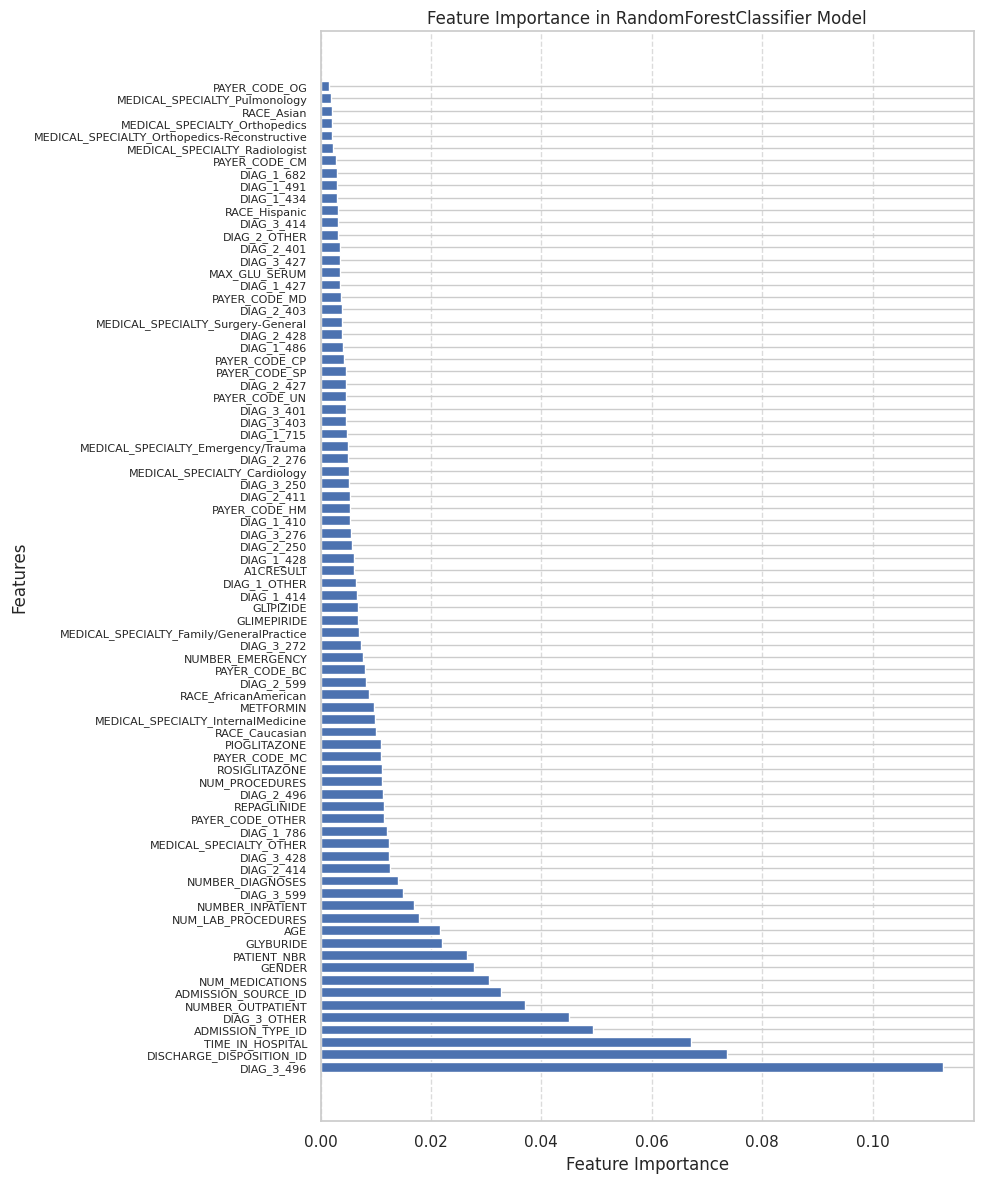 Feature Importance in RandomForestClassifier Model
PAYER_CODE_OG
MEDICAL_SPECIALTY_Pulmonology
RACE_Asian
MEDICAL_SPECIALTY_Orthopedics
MEDICAL_SPECIALTY_Orthopedics-Reconstructive
MEDICAL_SPECIALTY_Radiologist
PAYER_CODE_CM
DIAG_1_682
DIAG_1_491
DIAG_1_434
RACE_Hispanic
DIAG_3_414
DIAG_2_OTHER
DIAG_2_401
DIAG_3_427
MAX_GLU_SERUM
DIAG_1_427
PAYER_CODE_MD
DIAG_2_403
MEDICAL_SPECIALTY_Surgery-General
DIAG_2_428
DIAG_1_486
PAYER_CODE_CP
PAYER_CODE_SP
DIAG_2_427
PAYER_CODE_UN
DIAG_3_401
DIAG_3_403
DIAG_1_715
MEDICAL_SPECIALTY_Emergency/Trauma
DIAG_2_276
MEDICAL_SPECIALTY_Cardiology
DIAG_3_250
DIAG_2_411
PAYER_CODE_HM
DIAG_1_410
DIAG_3_276
DIAG_2_250
DIAG_1_428
A1CRESULT
DIAG_1_OTHER
DIAG_1_414
GLIPIZIDE
GLIMEPIRIDE
MEDICAL_SPECIALTY_Family/GeneralPractice
DIAG_3_272
NUMBER_EMERGENCY
PAYER_CODE_BC
DIAG_2_599
RACE_AfricanAmerican
METFORMIN
MEDICAL_SPECIALTY_InternalMedicine
RACE_Caucasian
PIOGLITAZONE
PAYER_CODE_MC
ROSIGLITAZONE
NUM_PROCEDURES
DIAG_2_496
REPAGLINIDE
PAYER_CODE_OTHER
DIAG_1_786
MEDICAL_SPECIALTY_OTHER
DIAG_3_428
DIAG_2_414
NUMBER_DIAGNOSES
DIAG_3_599
NUMBER_INPATIENT
NUM_LAB_PROCEDURES
AGE
GLYBURIDE
PATIENT_NBR
GENDER
NUM_MEDICATIONS
ADMISSION_SOURCE_ID
NUMBER_OUTPATIENT
DIAG_3_OTHER
ADMISSION_TYPE_ID
TIME_IN_HOSPITAL
DISCHARGE_DISPOSITION_ID
DIAG_3_496
Features
0.00 0.02 0.04 0.06 0.08 0.10
Feature Importance